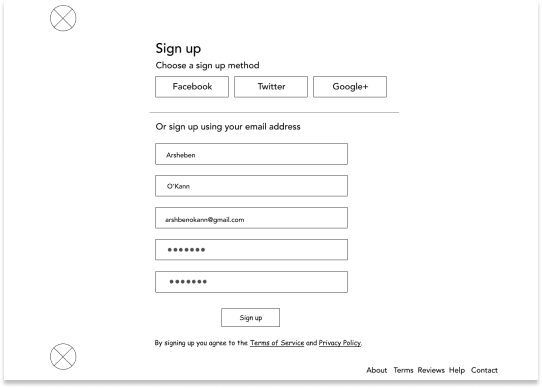 Sign up
Choose a sign up method
Facebook Twitter Google+
Or sign up using your email address
Arsheben
O'Kann
arshbenokann@gmail.com
●●●●●●●
●●●●●●●
Sign up
By signing up you agree to the Terms of Service and Privacy Policy.
About Terms Reviews Help Contact